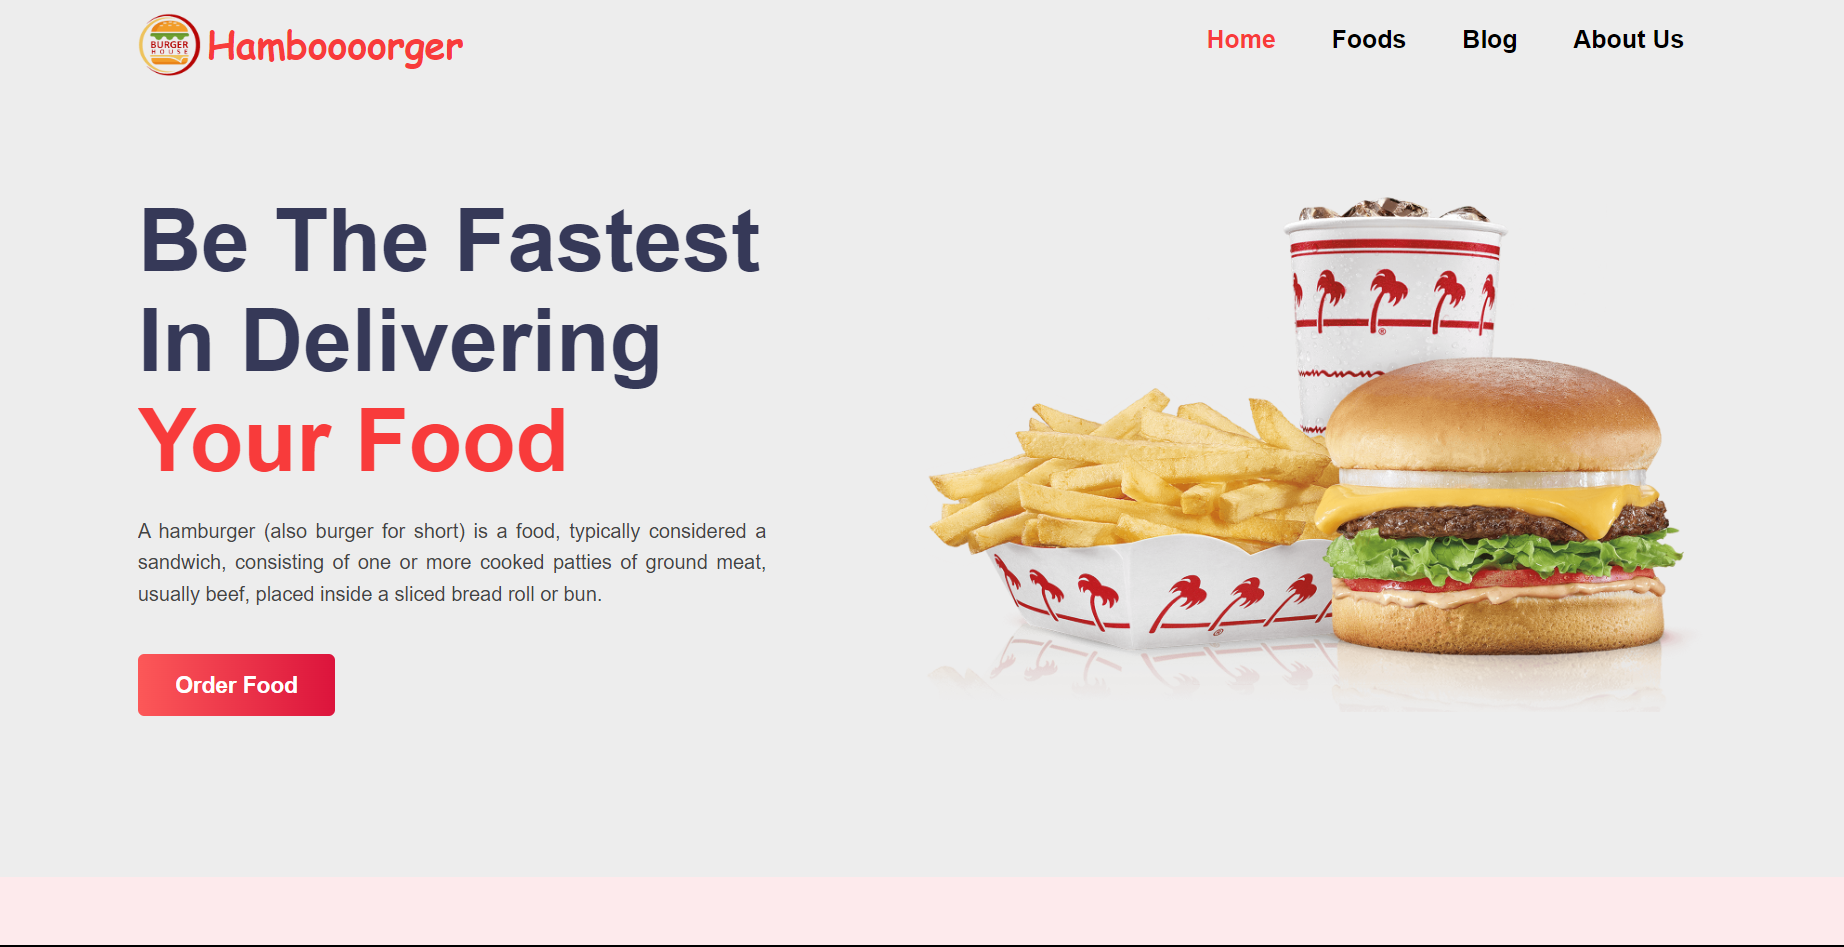 BURGER
HOUSE
Hamboooorger
Home
Foods
Blog
About Us
Be The Fastest
In Delivering
Your Food
A hamburger (also burger for short) is a food, typically considered a
sandwich, consisting of one or more cooked patties of ground meat,
usually beef, placed inside a sliced bread roll or bun.
Order Food
®
®